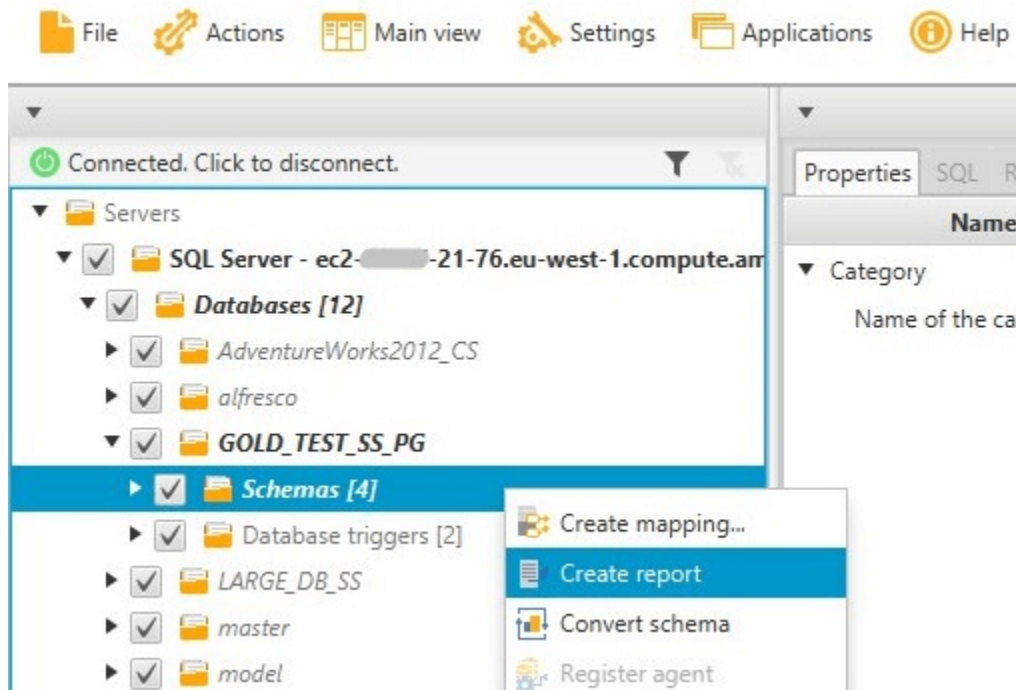 File Actions Main view Settings Applications Help
Connected. Click to disconnect.
Properties SQL R
Servers
Name
SQL Server - ec2- -21-76.eu-west-1.compute.am
Category
Databases [12]
Name of the ca
AdventureWorks2012_CS
alfresco
GOLD_TEST_SS_PG
Schemas [4]
Create mapping...
Database triggers [2]
Create report
LARGE_DB_SS
Convert schema
master
model
Register agent